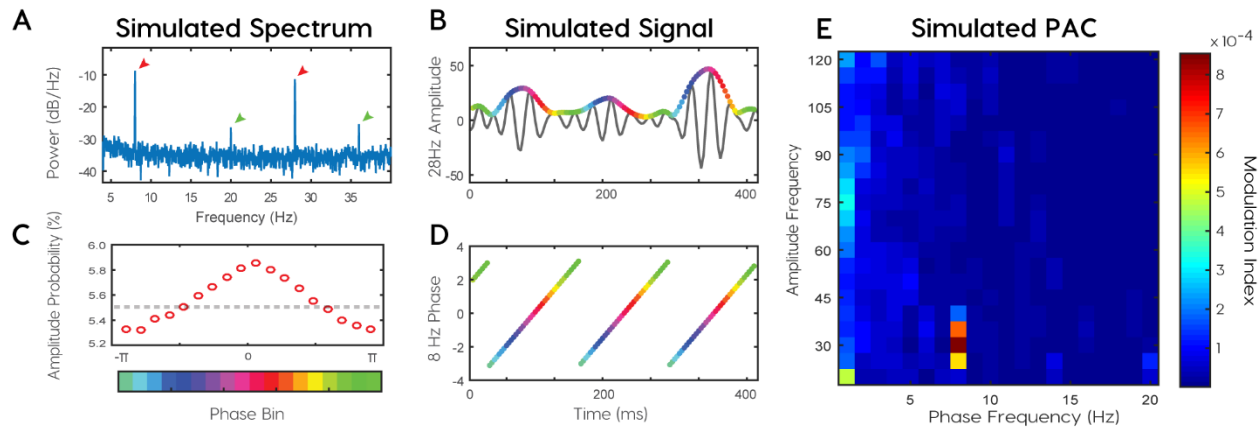 A
Simulated Spectrum
Power (dB/Hz)
-10
-20
-30
-40
5
10
15
20
25
30
35
Frequency (Hz)
B
Simulated Signal
28Hz Amplitude
50
0
-50
0
200
400
C
Amplitude Probability (%)
6.0
5.8
5.6
5.4
5.2
-π
0
π
Phase Bin
D
8 Hz Phase
4
2
0
-2
-4
0
200
400
Time (ms)
E
Simulated PAC
Amplitude Frequency
120
105
90
75
60
45
30
5
10
15
20
Phase Frequency (Hz)
×10⁻⁴
8
7
6
5
4
3
2
1
Modulation Index